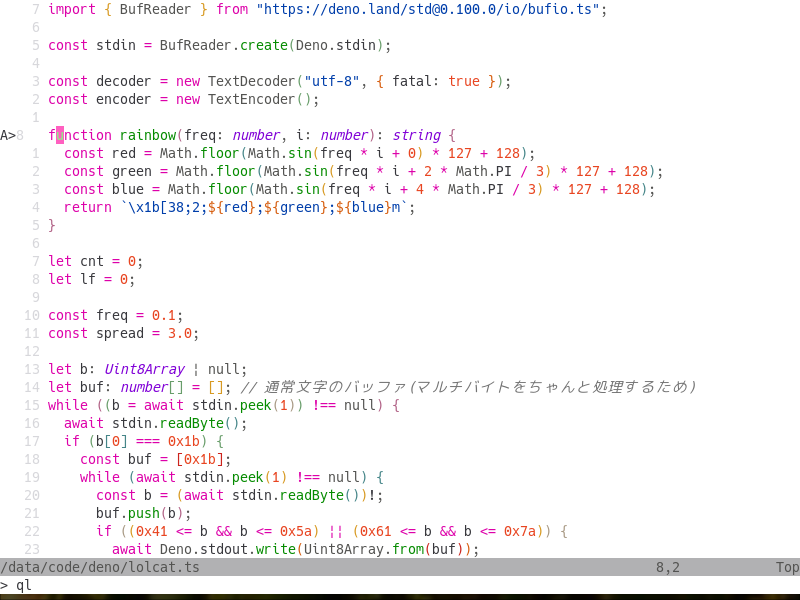 7 import { BufReader } from "https://deno.land/std@0.100.0/io/bufio.ts";
6
5 const stdin = BufReader.create(Deno.stdin);
4
3 const decoder = new TextDecoder("utf-8", { fatal: true });
2 const encoder = new TextEncoder();
1
A>8 function rainbow(freq: number, i: number): string {
1   const red = Math.floor(Math.sin(freq * i + 0) * 127 + 128);
2   const green = Math.floor(Math.sin(freq * i + 2 * Math.PI / 3) * 127 + 128);
3   const blue = Math.floor(Math.sin(freq * i + 4 * Math.PI / 3) * 127 + 128);
4   return `\x1b[38;2;${red};${green};${blue}m`;
5 }
6
7 let cnt = 0;
8 let lf = 0;
9
10 const freq = 0.1;
11 const spread = 3.0;
12
13 let b: Uint8Array | null;
14 let buf: number[] = []; // 通常文字のバッファ(マルチバイトをちゃんと処理するため)
15 while ((b = await stdin.peek(1)) !== null) {
16   await stdin.readByte();
17   if (b[0] === 0x1b) {
18     const buf = [0x1b];
19     while (await stdin.peek(1) !== null) {
20       const b = (await stdin.readByte())!;
21       buf.push(b);
22       if ((0x41 <= b && b <= 0x5a) || (0x61 <= b && b <= 0x7a)) {
23         await Deno.stdout.write(Uint8Array.from(buf));
/data/code/deno/lolcat.ts 8,2 Top
> ql